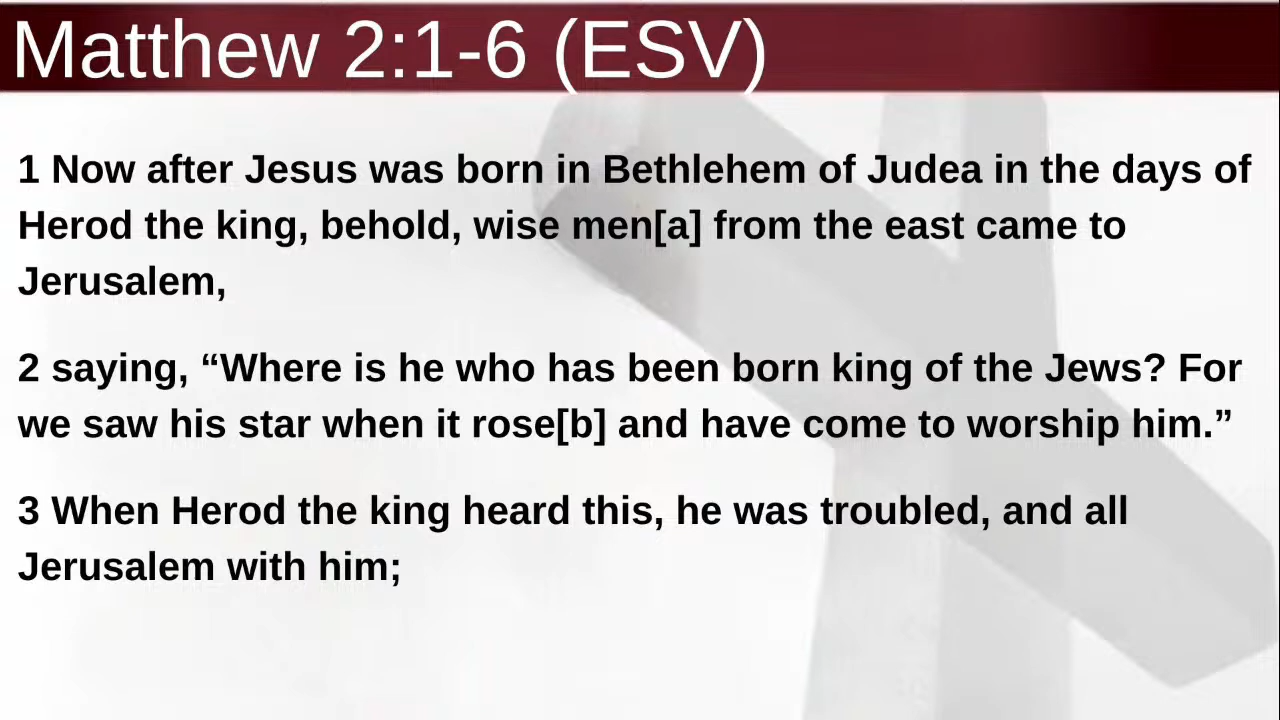 Matthew 2:1-6 (ESV)
1 Now after Jesus was born in Bethlehem of Judea in the days of
Herod the king, behold, wise men[a] from the east came to
Jerusalem,
2 saying, “Where is he who has been born king of the Jews? For
we saw his star when it rose[b] and have come to worship him.”
3 When Herod the king heard this, he was troubled, and all
Jerusalem with him;